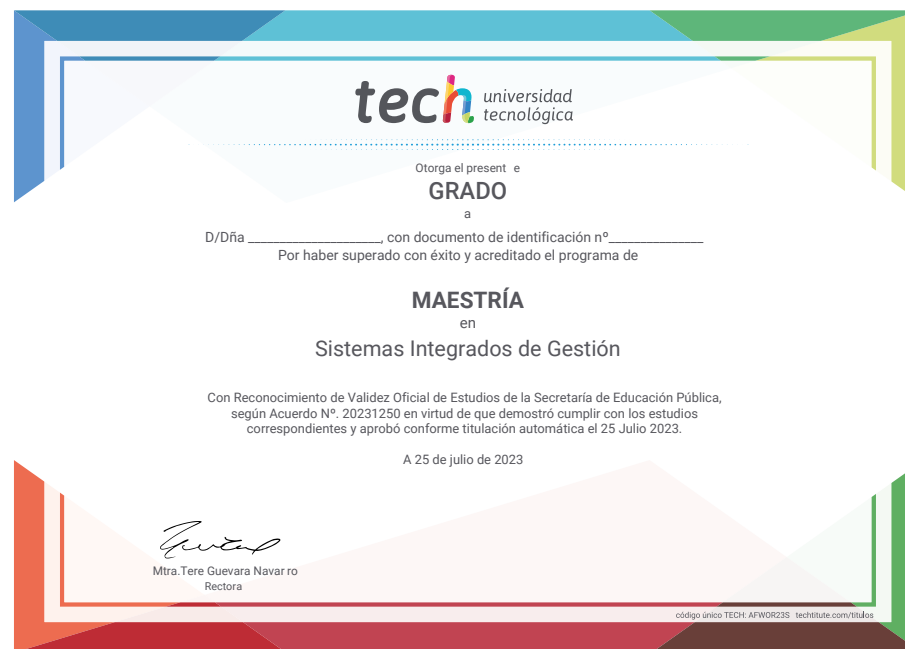 tech universidad
tecnológica
Otorga el present e
GRADO
a
D/Dña ____________________, con documento de identificación nº______________
Por haber superado con éxito y acreditado el programa de
MAESTRÍA
en
Sistemas Integrados de Gestión
Con Reconocimiento de Validez Oficial de Estudios de la Secretaría de Educación Pública,
según Acuerdo Nº. 20231250 en virtud de que demostró cumplir con los estudios
correspondientes y aprobó conforme titulación automática el 25 Julio 2023.
A 25 de julio de 2023
Mtra.Tere Guevara Navar ro
Rectora
código único TECH: AFWOR23S techtitute.com/titulos